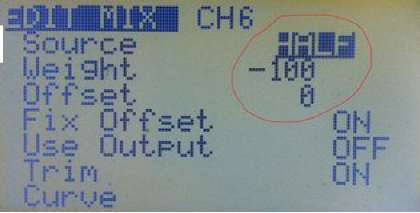 EDIT MIX CH6
Source HALF
Weight -100
Offset 0
Fix Offset ON
Use Output OFF
Trim ON
Curve